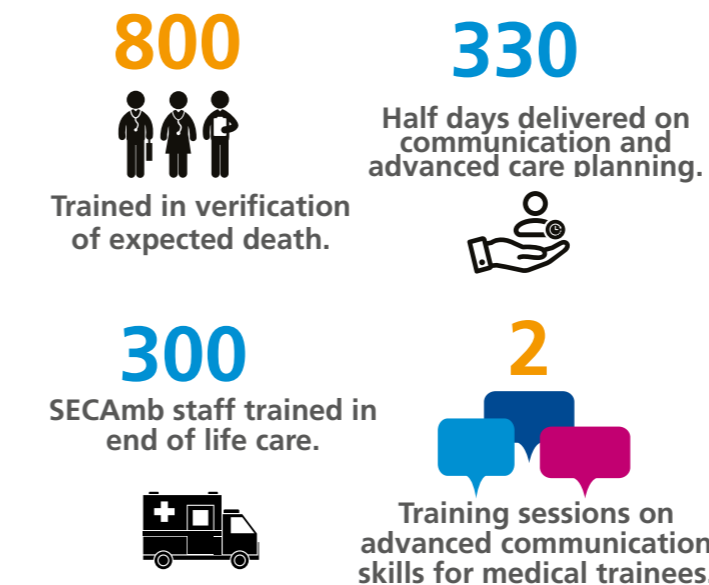 800
Trained in verification
of expected death.
330
Half days delivered on
communication and
advanced care planning.
300
SECAmb staff trained in
end of life care.
2
Training sessions on
advanced communication
skills for medical trainees